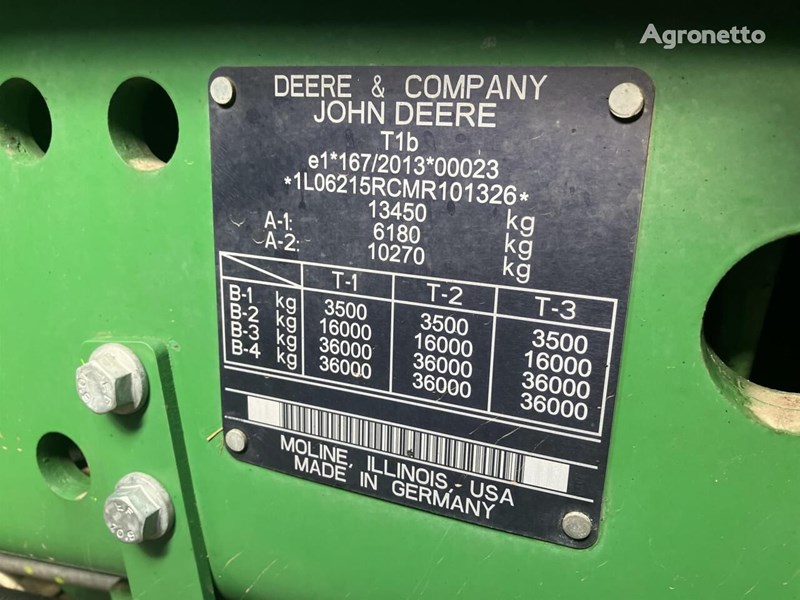 Agronetto
DEERE & COMPANY
JOHN DEERE
T1b
e1*167/2013*00023
*1L06215RCMR101326*
13450 kg
A-1: 6180 kg
A-2: 10270 kg
T-1 T-2 T-3
B-1 kg 3500 3500 3500
B-2 kg 16000 16000 16000
B-3 kg 36000 36000 36000
B-4 kg 36000 36000 36000
MOLINE, ILLINOIS, USA
MADE IN GERMANY